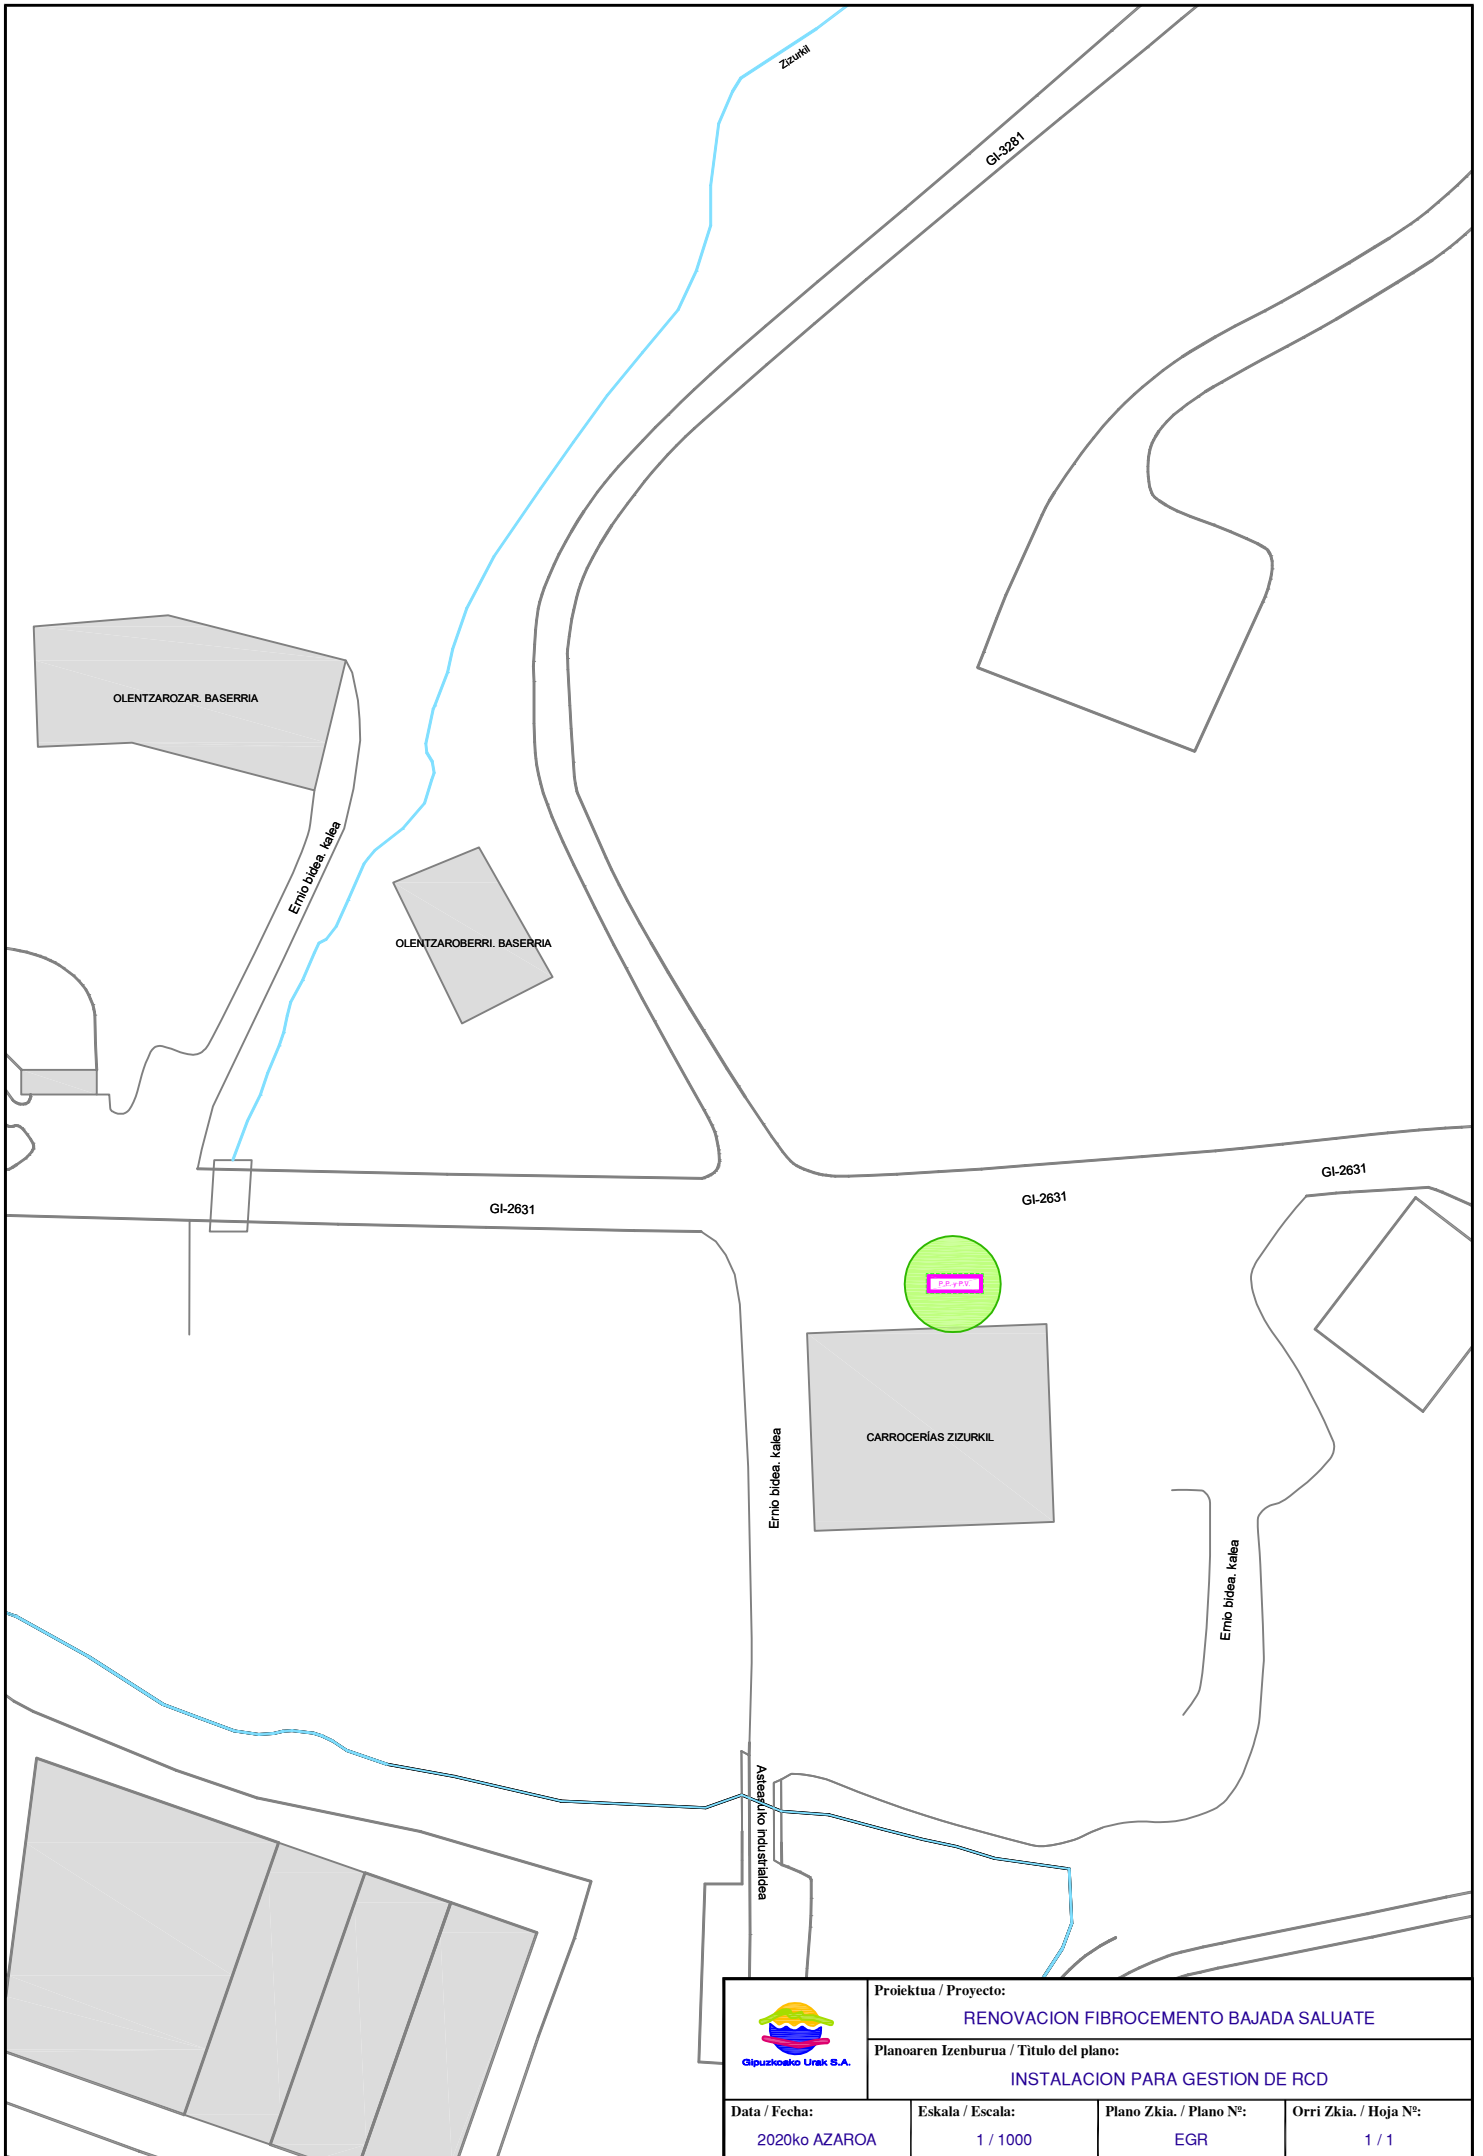 Zizurkil
GI-3281
OLENTZAROZAR. BASERRIA
Ernio bidea. kalea
OLENTZAROBERRI. BASERRIA
GI-2631
GI-2631
GI-2631
P.P. y P.V.
CARROCERÍAS ZIZURKIL
Ernio bidea. kalea
Ernio bidea. kalea
Asteasuko industrialdea
Gipuzkoako Urak S.A.
Proiektua / Proyecto:
RENOVACION FIBROCEMENTO BAJADA SALUATE
Planoaren Izenburua / Titulo del plano:
INSTALACION PARA GESTION DE RCD
Data / Fecha:
2020ko AZAROA
Eskala / Escala:
1 / 1000
Plano Zkia. / Plano Nº:
EGR
Orri Zkia. / Hoja Nº:
1 / 1